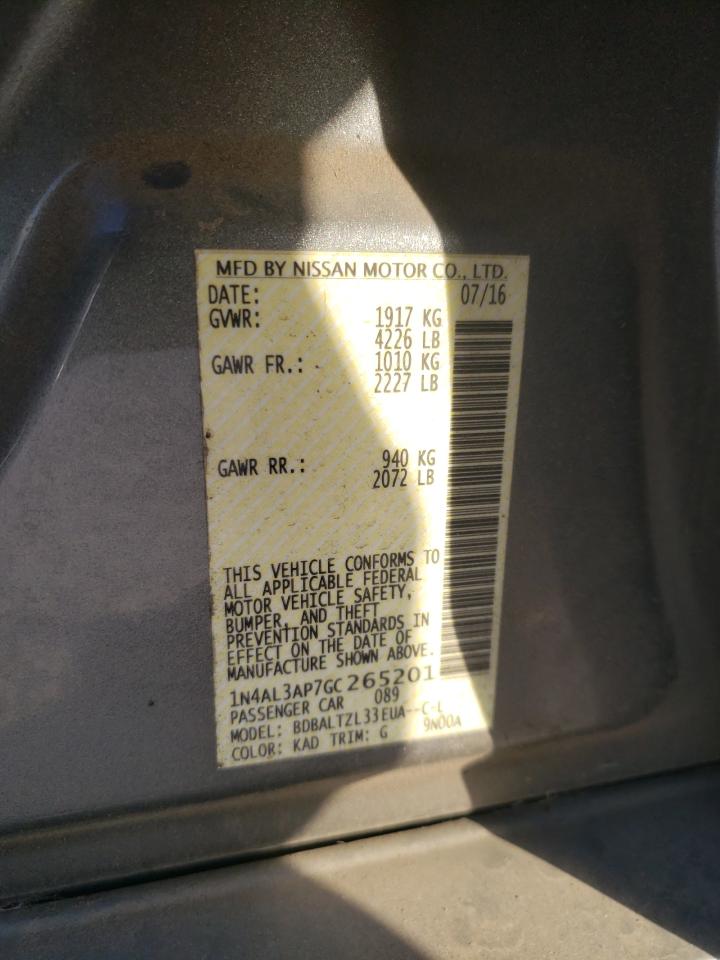 MFD BY NISSAN MOTOR CO., LTD.
DATE: 07/16
GVWR: 1917 KG
4226 LB
GAWR FR.: 1010 KG
2227 LB
GAWR RR.: 940 KG
2072 LB
THIS VEHICLE CONFORMS TO
ALL APPLICABLE FEDERAL
MOTOR VEHICLE SAFETY,
BUMPER, AND THEFT
PREVENTION STANDARDS IN
EFFECT ON THE DATE OF
MANUFACTURE SHOWN ABOVE.
1N4AL3AP7GC265201
PASSENGER CAR 089
MODEL: BDBALTZL33EUA--C-L
COLOR: KAD TRIM: G 9N00A